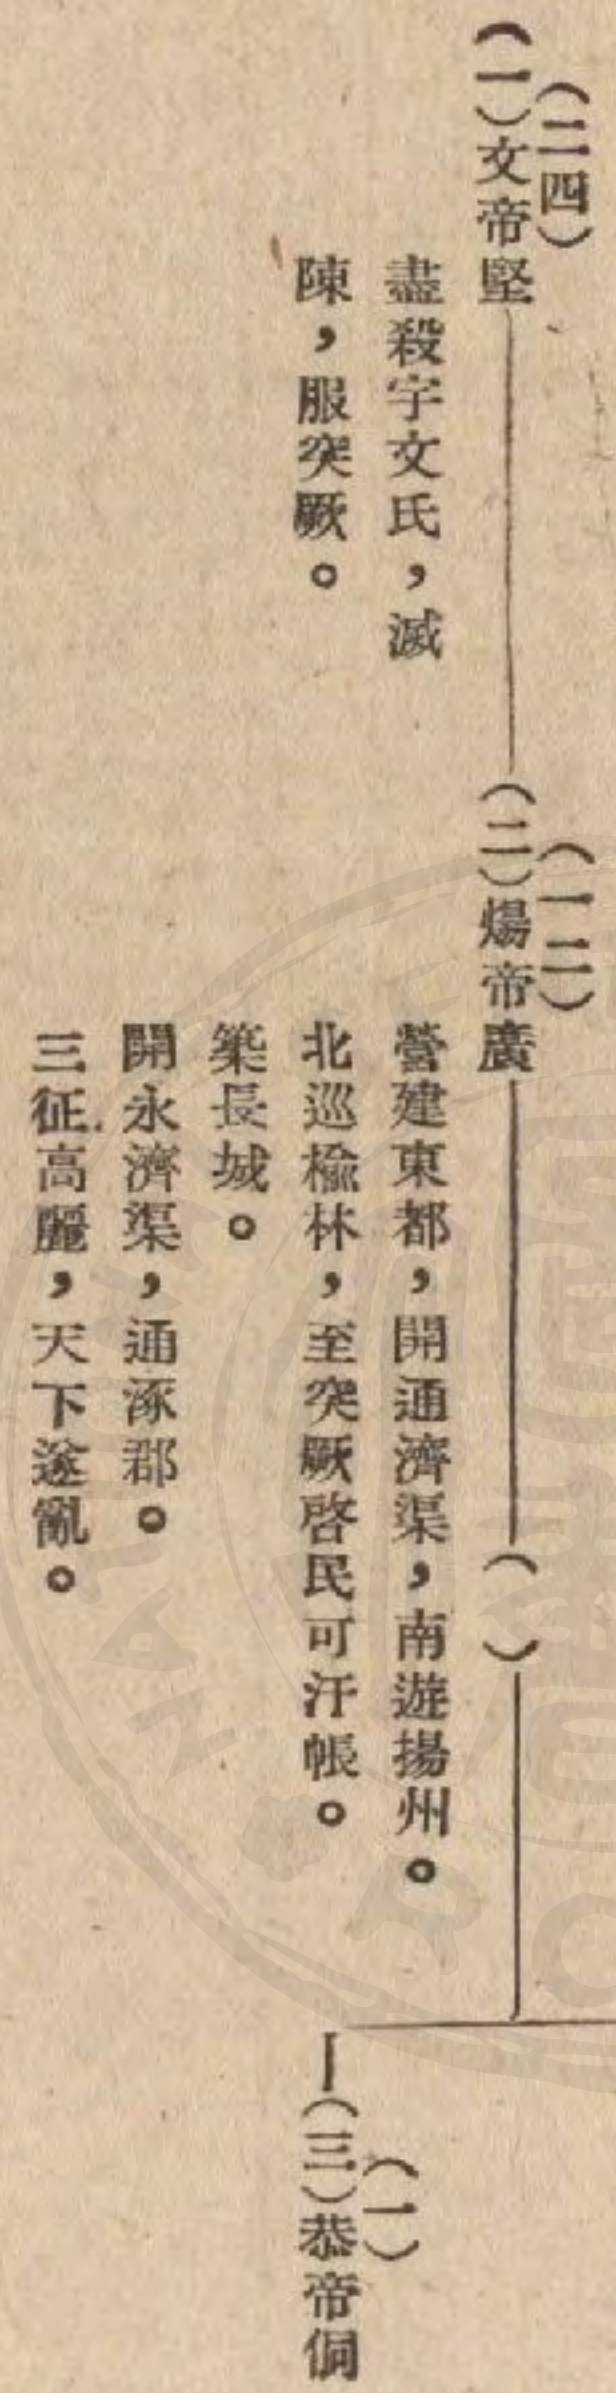 (二四)
(一)文帝堅
盡殺宇文氏，滅
陳，服突厥。
(一二)
(二)煬帝廣
營建東都，開通濟渠，南遊揚州。
北巡榆林，至突厥啓民可汗帳。
築長城。
開永濟渠，通涿郡。
三征高麗，天下遂亂。
( )
(一)
(三)恭帝侗